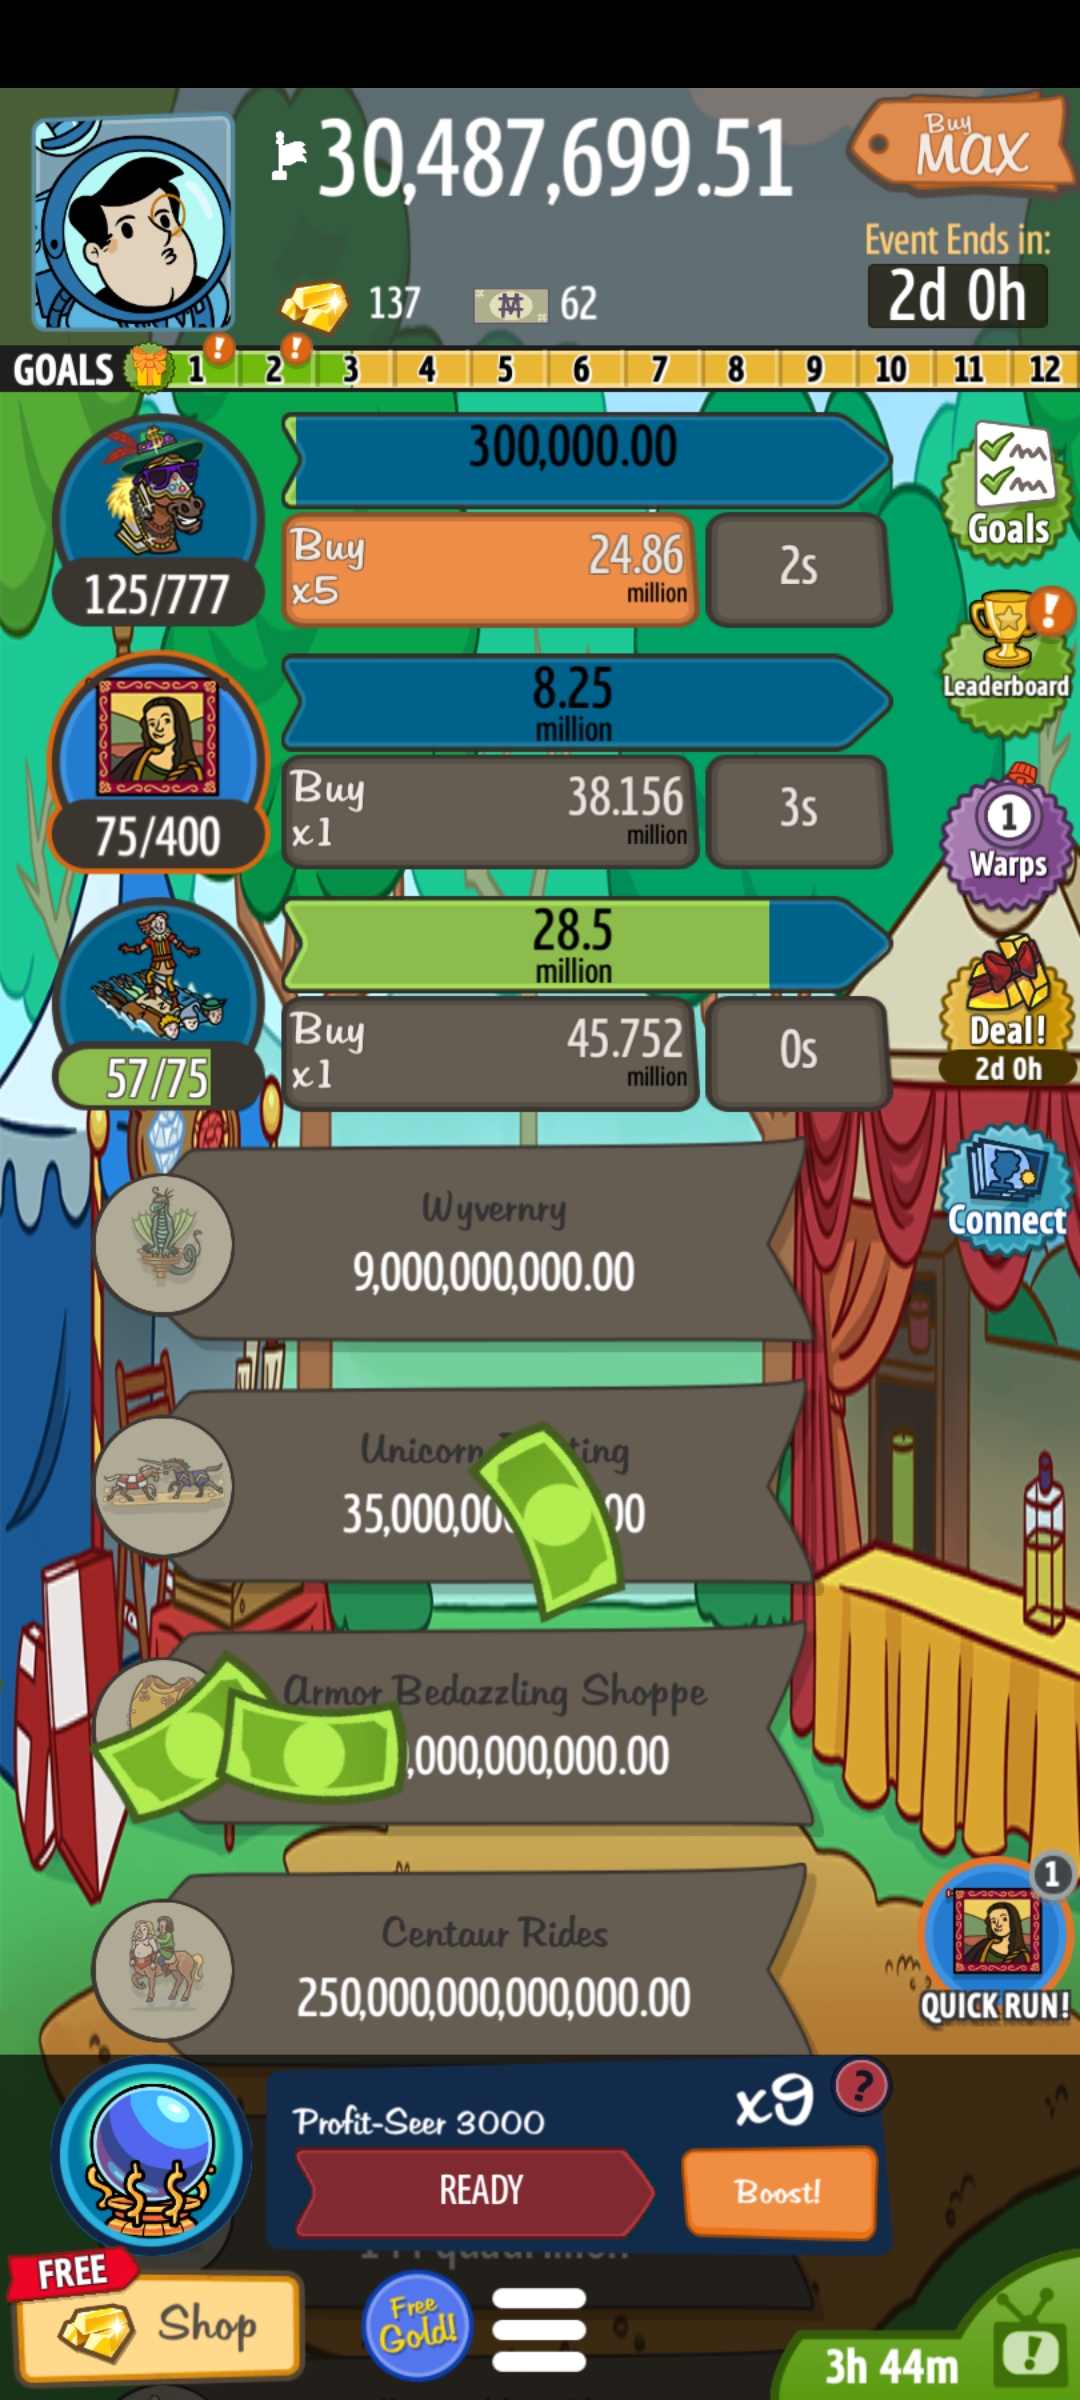 30,487,699.51
Buy
MAX
Event Ends in:
2d 0h
137
62
GOALS 1 ! 2 ! 3 4 5 6 7 8 9 10 11 12
300,000.00
Buy
x5
24.86
million
2s
125/777
Goals
!
Leaderboard
8.25
million
Buy
x1
38.156
million
3s
75/400
1
Warps
28.5
million
Buy
x1
45.752
million
0s
57/75
Deal!
2d 0h
Connect
Wyvernry
9,000,000,000.00
Unicorn
35,000,00
Armor Bedazzling Shoppe
,000,000,000.00
Centaur Rides
250,000,000,000,000.00
1
QUICK RUN!
Profit-Seer 3000
x9
?
READY
Boost!
FREE
Shop
Free
Gold!
3h 44m
!